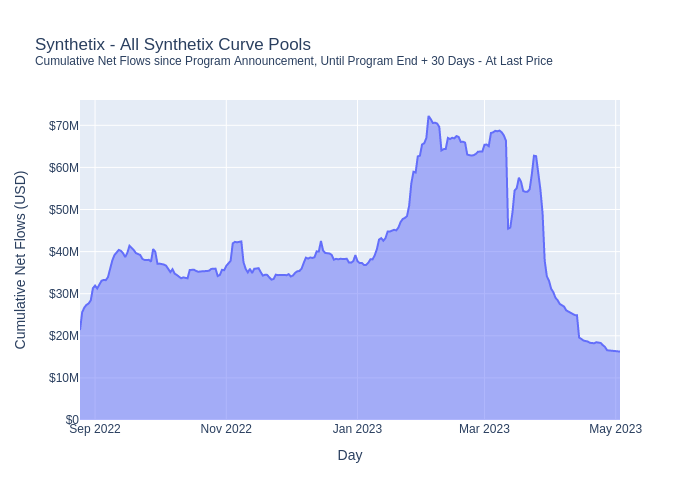 Synthetix - All Synthetix Curve Pools
Cumulative Net Flows since Program Announcement, Until Program End + 30 Days - At Last Price
Cumulative Net Flows (USD)
$70M
$60M
$50M
$40M
$30M
$20M
$10M
$0
Sep 2022
Nov 2022
Jan 2023
Mar 2023
May 2023
Day